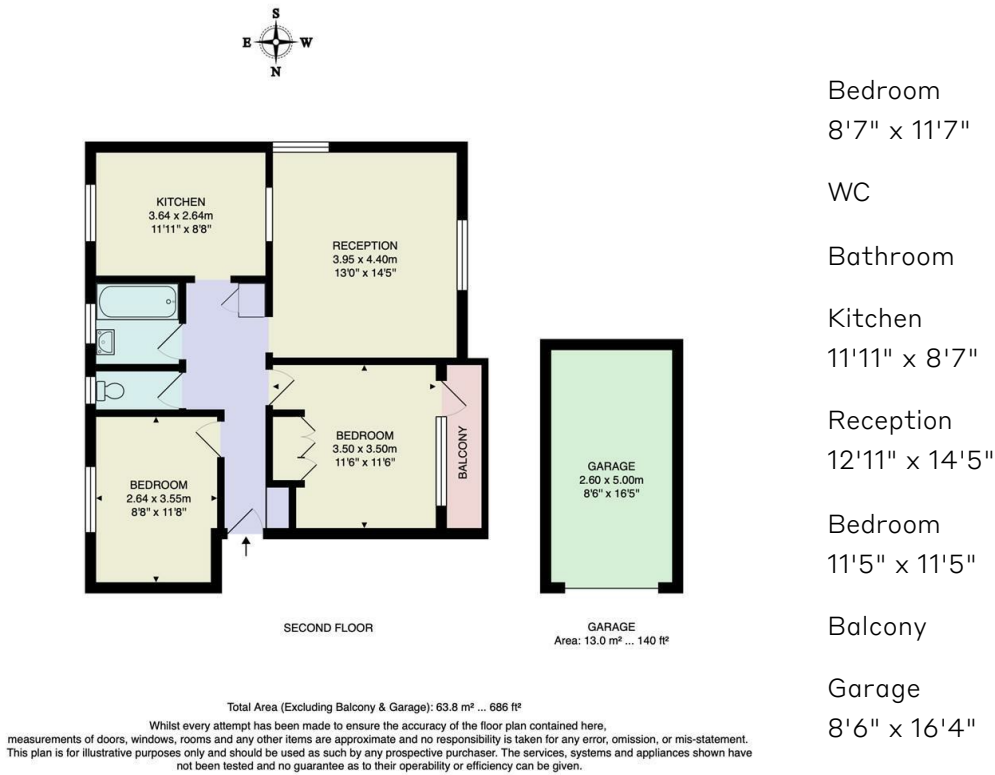 S
E W
N
KITCHEN
3.64 x 2.64m
11'11" x 8'8"
RECEPTION
3.95 x 4.40m
13'0" x 14'5"
BEDROOM
3.50 x 3.50m
11'6" x 11'6"
BALCONY
BEDROOM
2.64 x 3.55m
8'8" x 11'8"
GARAGE
2.60 x 5.00m
8'6" x 16'5"
SECOND FLOOR
GARAGE
Area: 13.0 m² ... 140 ft²
Total Area (Excluding Balcony & Garage): 63.8 m² ... 686 ft²
Whilst every attempt has been made to ensure the accuracy of the floor plan contained here,
measurements of doors, windows, rooms and any other items are approximate and no responsibility is taken for any error, omission, or mis-statement.
This plan is for illustrative purposes only and should be used as such by any prospective purchaser. The services, systems and appliances shown have
not been tested and no guarantee as to their operability or efficiency can be given.
Bedroom
8'7" x 11'7"
WC
Bathroom
Kitchen
11'11" x 8'7"
Reception
12'11" x 14'5"
Bedroom
11'5" x 11'5"
Balcony
Garage
8'6" x 16'4"